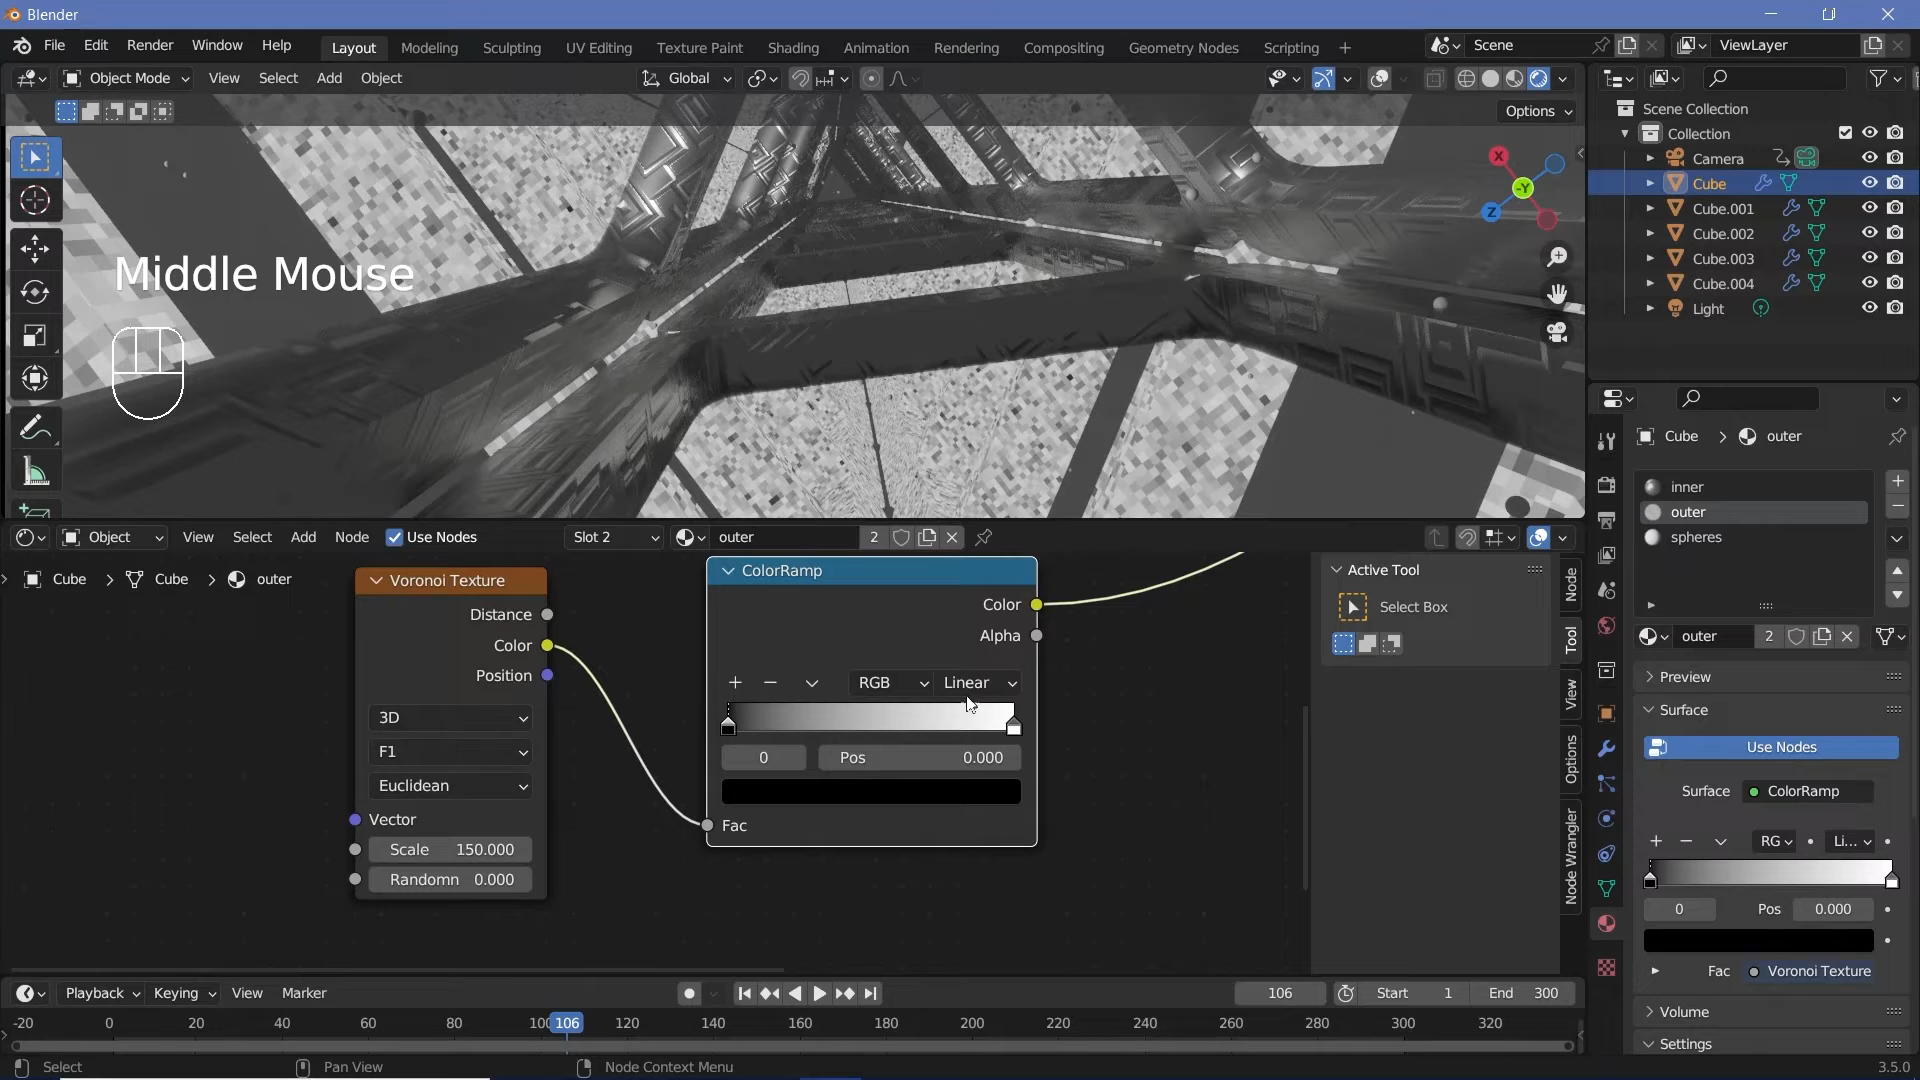 Blender
File Edit Render Window Help
Layout Modeling Sculpting UV Editing Texture Paint Shading Animation Rendering Compositing Geometry Nodes Scripting +
Scene
ViewLayer
Object Mode View Select Add Object
Global
Options
Scene Collection
Collection
Camera
Cube
Cube.001
Cube.002
Cube.003
Cube.004
Light
X
-Y
Z
Middle Mouse
Cube > outer
inner
outer
spheres
outer 2
Preview
Surface
Use Nodes
Surface ColorRamp
RG Li...
0 Pos 0.000
Fac Voronoi Texture
Volume
Settings
Object View Select Add Node Use Nodes Slot 2 outer 2
Cube > Cube > outer
Voronoi Texture
Distance
Color
Position
3D
F1
Euclidean
Vector
Scale 150.000
Randomn 0.000
ColorRamp
Color
Alpha
RGB Linear
0 Pos 0.000
Fac
Active Tool
Select Box
Node
Tool
View
Options
Node Wrangler
Playback Keying View Marker
106 Start 1 End 300
-20 0 20 40 60 80 100 106 120 140 160 180 200 220 240 260 280 300 320
Select Pan View Node Context Menu 3.5.0